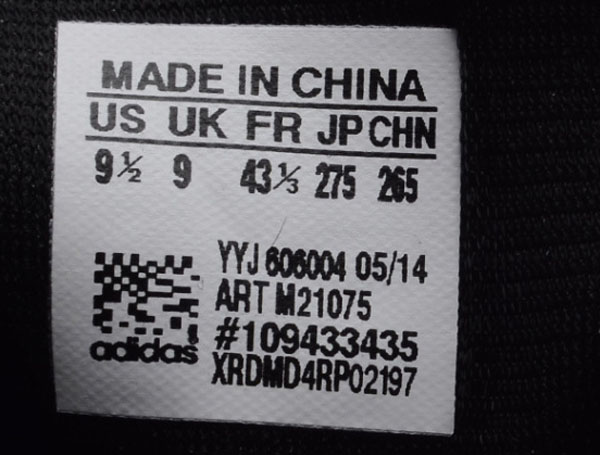 MADE IN CHINA
US UK FR JP CHN
9½ 9 43⅓ 275 265
YYJ 606004 05/14
ART M21075
#109433435
adidas
XRDMD4RP02197